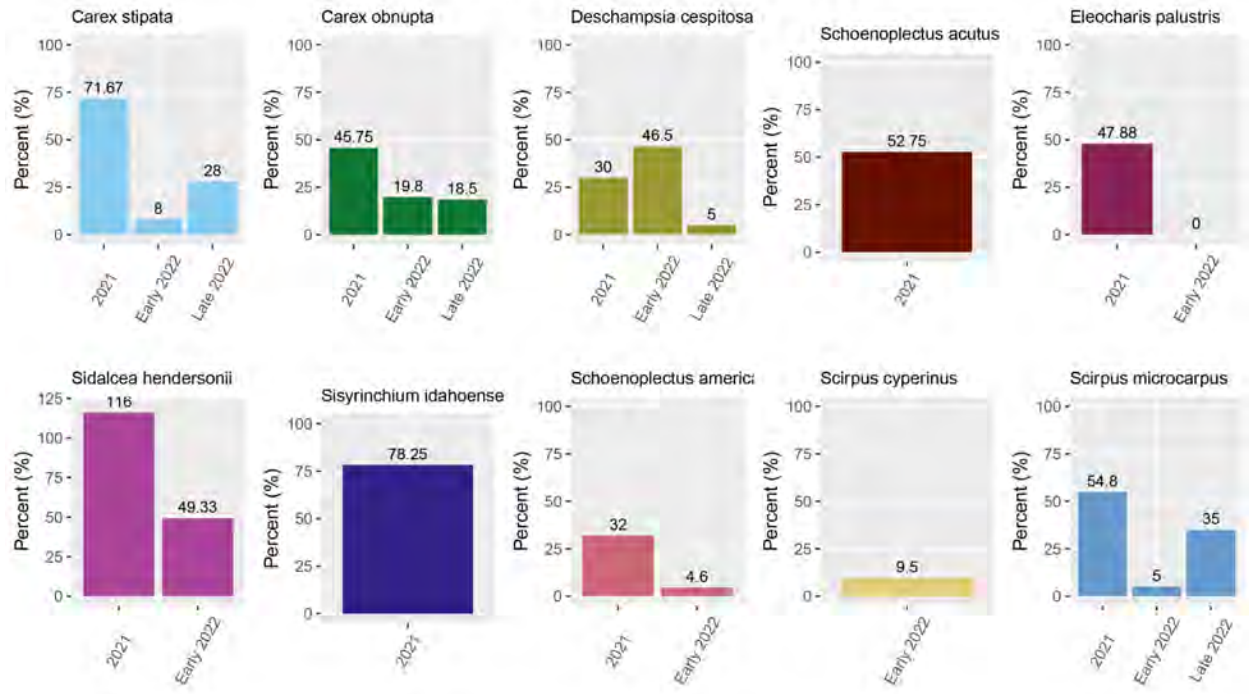 Carex stipata
100
75
50
25
0
Percent (%)
71.67
8
28
2021
Early 2022
Late 2022
Carex obnupta
100
75
50
25
0
Percent (%)
45.75
19.8
18.5
2021
Early 2022
Late 2022
Deschampsia cespitosa
100
75
50
25
0
Percent (%)
30
46.5
5
2021
Early 2022
Late 2022
Schoenoplectus acutus
100
75
50
25
0
Percent (%)
52.75
2021
Eleocharis palustris
100
75
50
25
0
Percent (%)
47.88
0
2021
Early 2022
Sidalcea hendersonii
125
100
75
50
25
0
Percent (%)
116
49.33
2021
Early 2022
Sisyrinchium idahoense
100
75
50
25
0
Percent (%)
78.25
2021
Schoenoplectus americ
100
75
50
25
0
Percent (%)
32
4.6
2021
Early 2022
Scirpus cyperinus
100
75
50
25
0
Percent (%)
9.5
Early 2022
Scirpus microcarpus
100
75
50
25
0
Percent (%)
54.8
5
35
2021
Early 2022
Late 2022